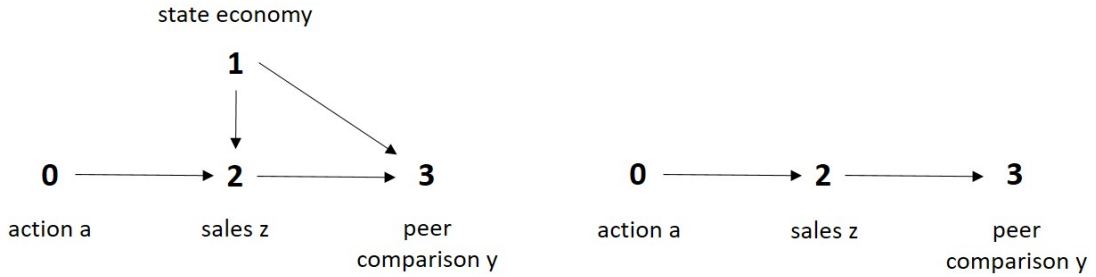 state economy
1
0 2 3
action a sales z peer
comparison y
0 2 3
action a sales z peer
comparison y